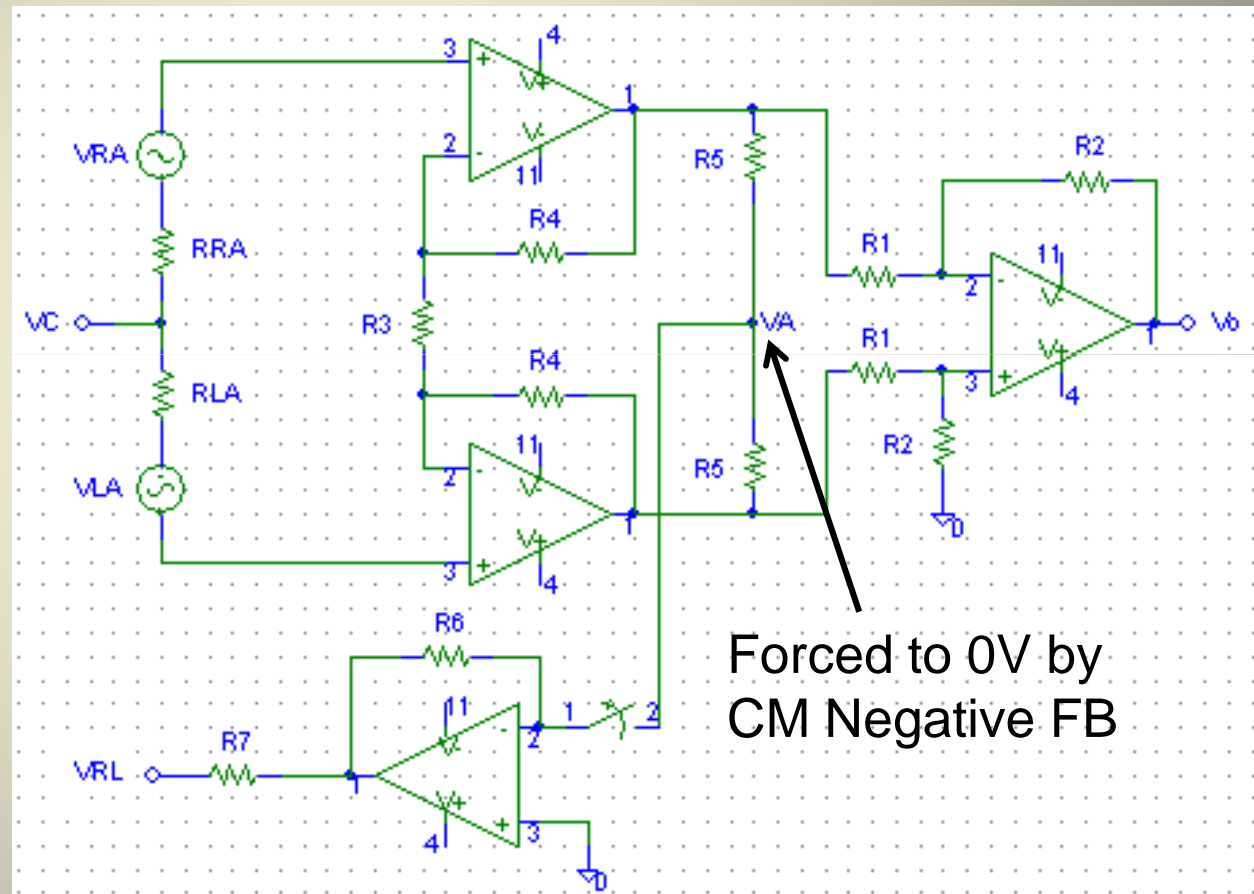 3
4
V+
1
VRA
2
V-
11
R5
R2
R4
RRA
R1
11
2
V-
VC
R3
VA
Vo
R4
R1
V+
1
3
4
RLA
11
2
V-
R5
R2
VLA
V+
1
0
3
4
R6
Forced to 0V by
CM Negative FB
11
1
2
V-
2
R7
VRL
1
V+
3
4
0